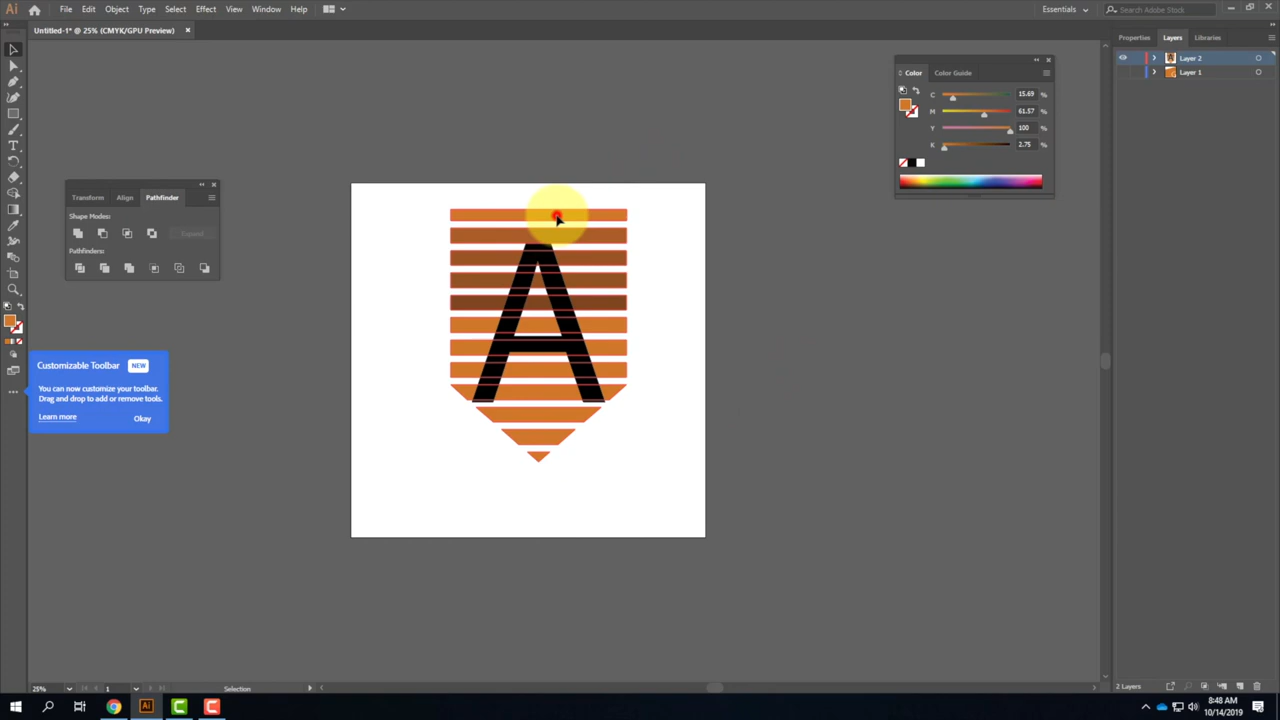 Ai File Edit Object Type Select Effect View Window Help Essentials Search Adobe Stock
Untitled-1* @ 25% (CMYK/GPU Preview)
Properties Layers Libraries
Layer 2
Layer 1
Color Color Guide
C 15.69 %
M 61.57 %
Y 100 %
K 2.75 %
Transform Align Pathfinder
Shape Modes:
Expand
Pathfinders:
A
Customizable Toolbar NEW
You can now customize your toolbar.
Drag and drop to add or remove tools.
Learn more Okay
25% 1 Selection
2 Layers
Ai
8:48 AM
10/14/2019